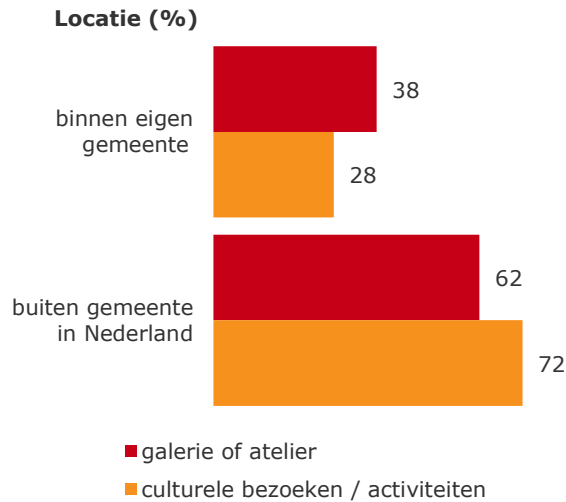 Locatie (%)
binnen eigen
gemeente
38
28
buiten gemeente
in Nederland
62
72
galerie of atelier
culturele bezoeken / activiteiten